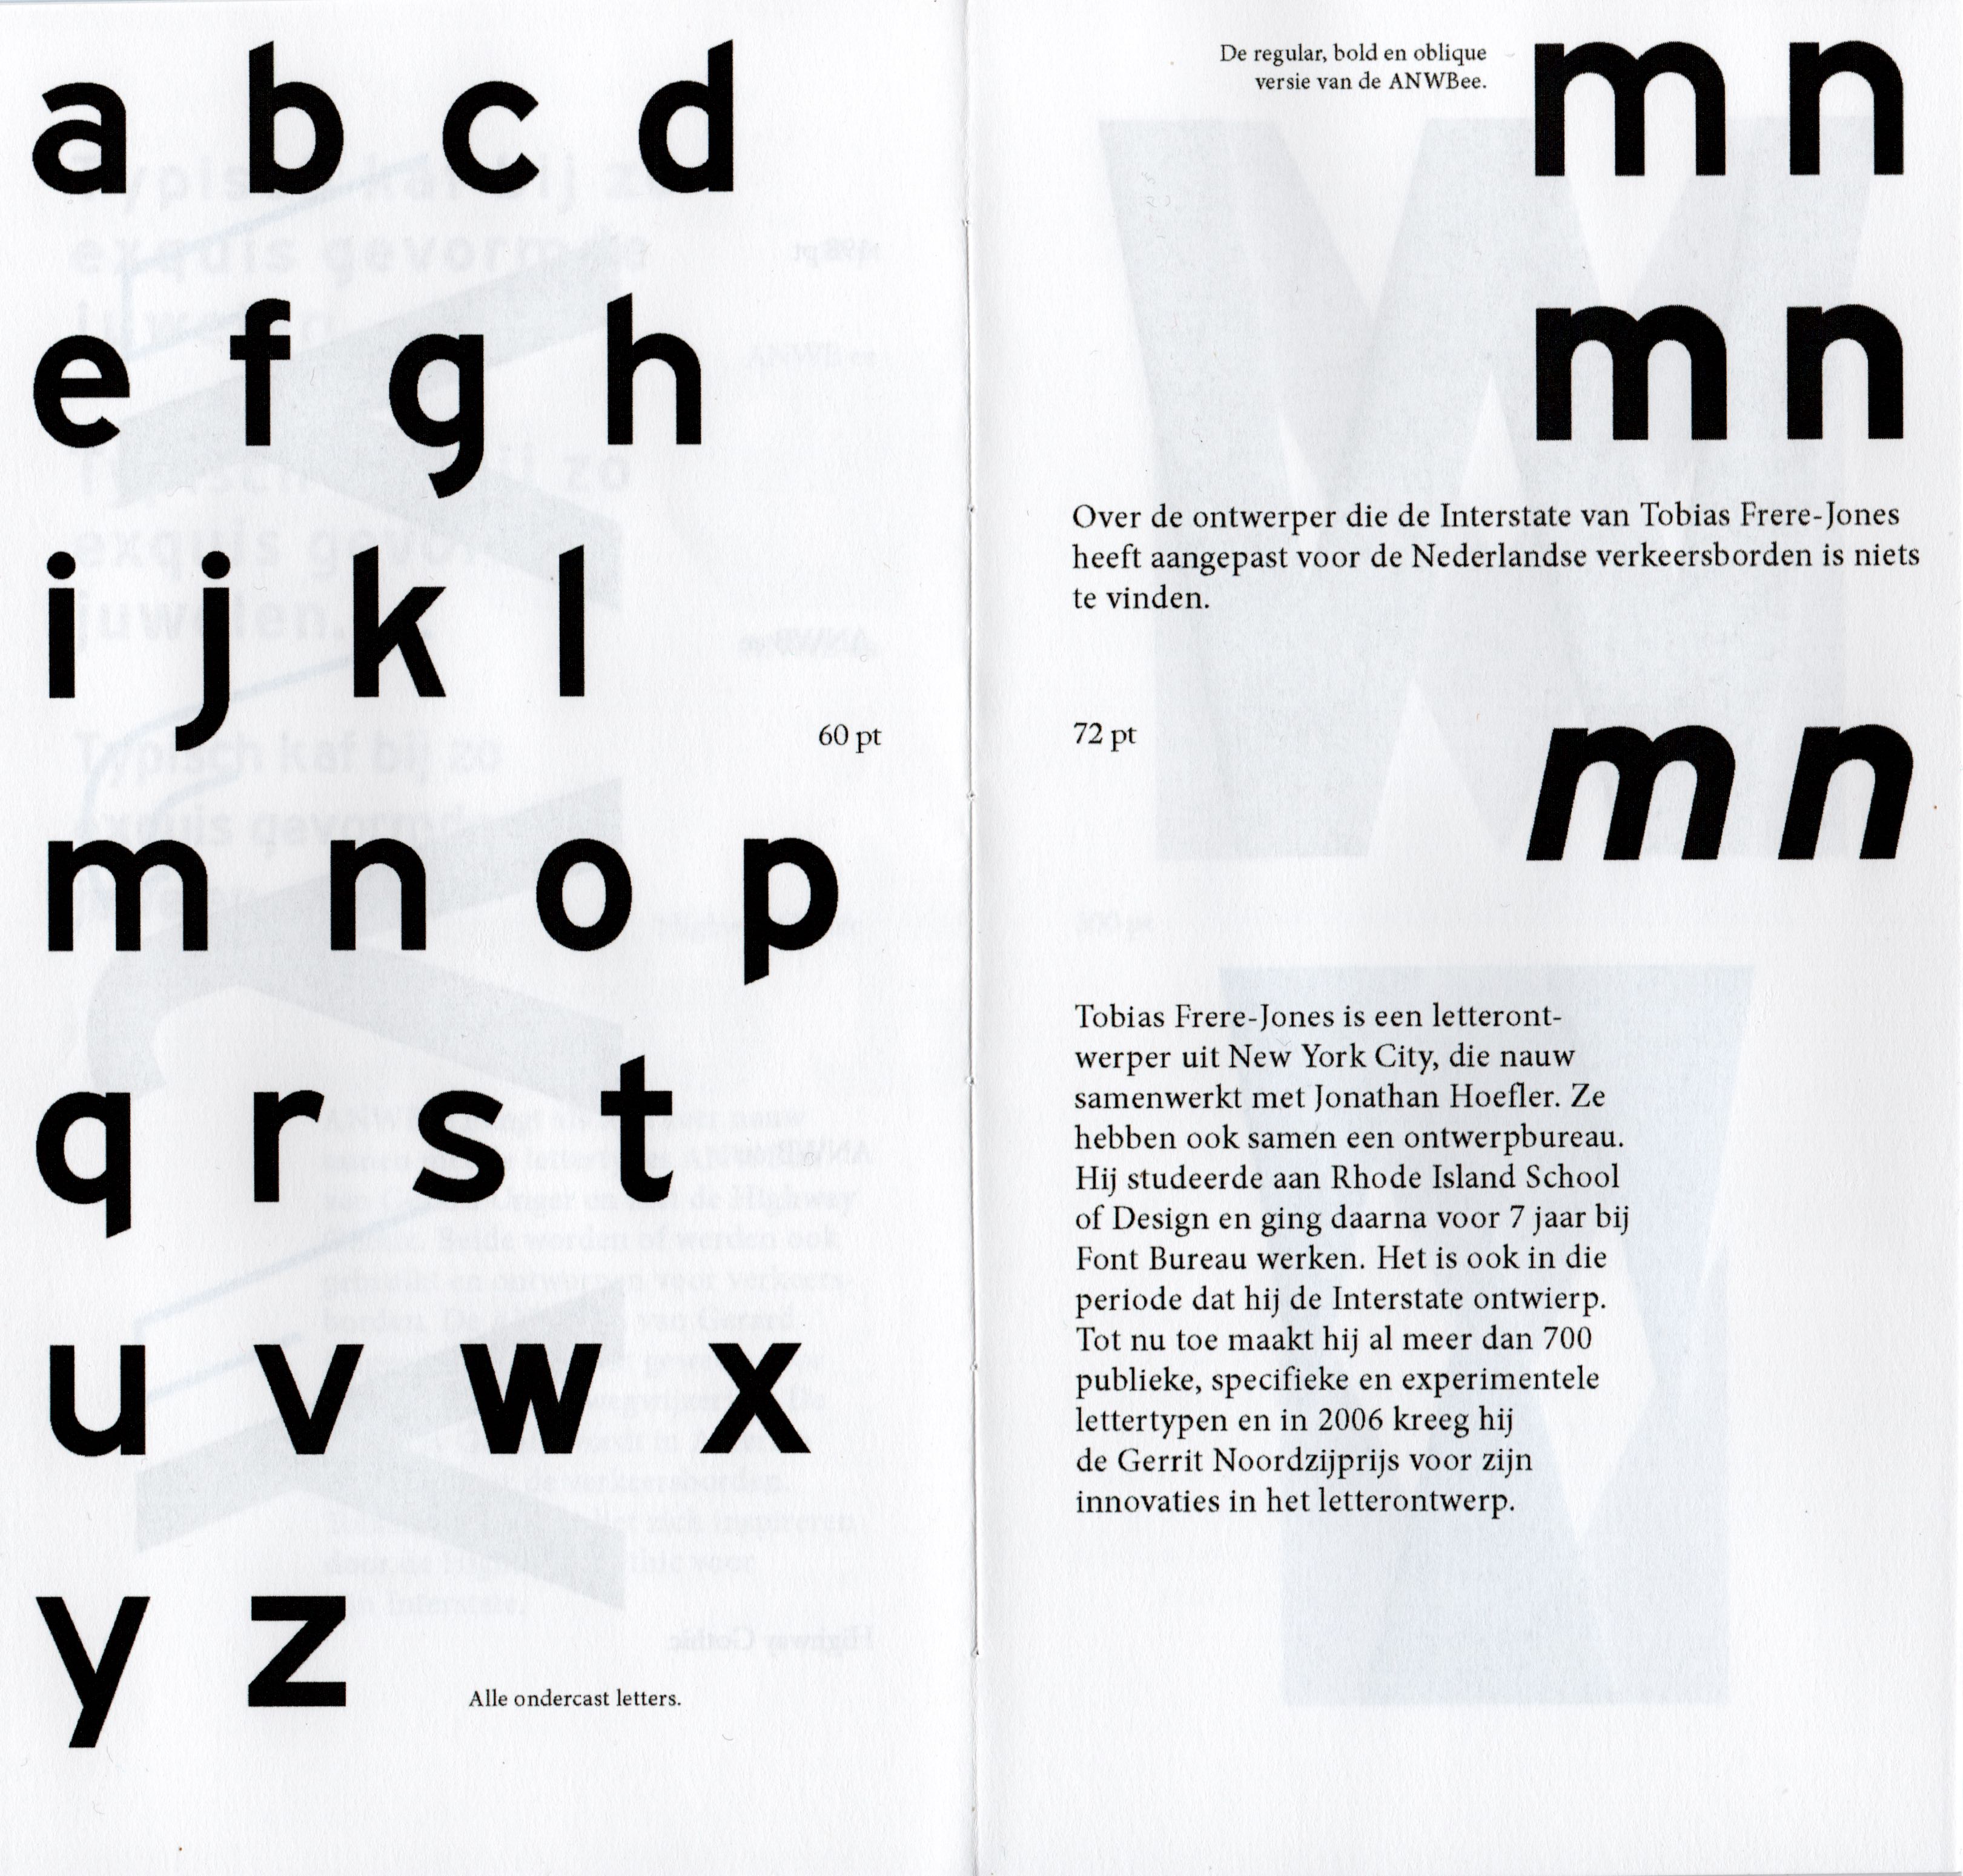 a b c d
e f g h
i j k l
60 pt
m n o p
q r s t
u v w x
y z
Alle ondercast letters.
De regular, bold en oblique
versie van de ANWBee.
m n
m n
Over de ontwerper die de Interstate van Tobias Frere-Jones
heeft aangepast voor de Nederlandse verkeersborden is niets
te vinden.
72 pt
m n
Tobias Frere-Jones is een letteront-
werper uit New York City, die nauw
samenwerkt met Jonathan Hoefler. Ze
hebben ook samen een ontwerpbureau.
Hij studeerde aan Rhode Island School
of Design en ging daarna voor 7 jaar bij
Font Bureau werken. Het is ook in die
periode dat hij de Interstate ontwierp.
Tot nu toe maakt hij al meer dan 700
publieke, specifieke en experimentele
lettertypen en in 2006 kreeg hij
de Gerrit Noordzijprijs voor zijn
innovaties in het letterontwerp.